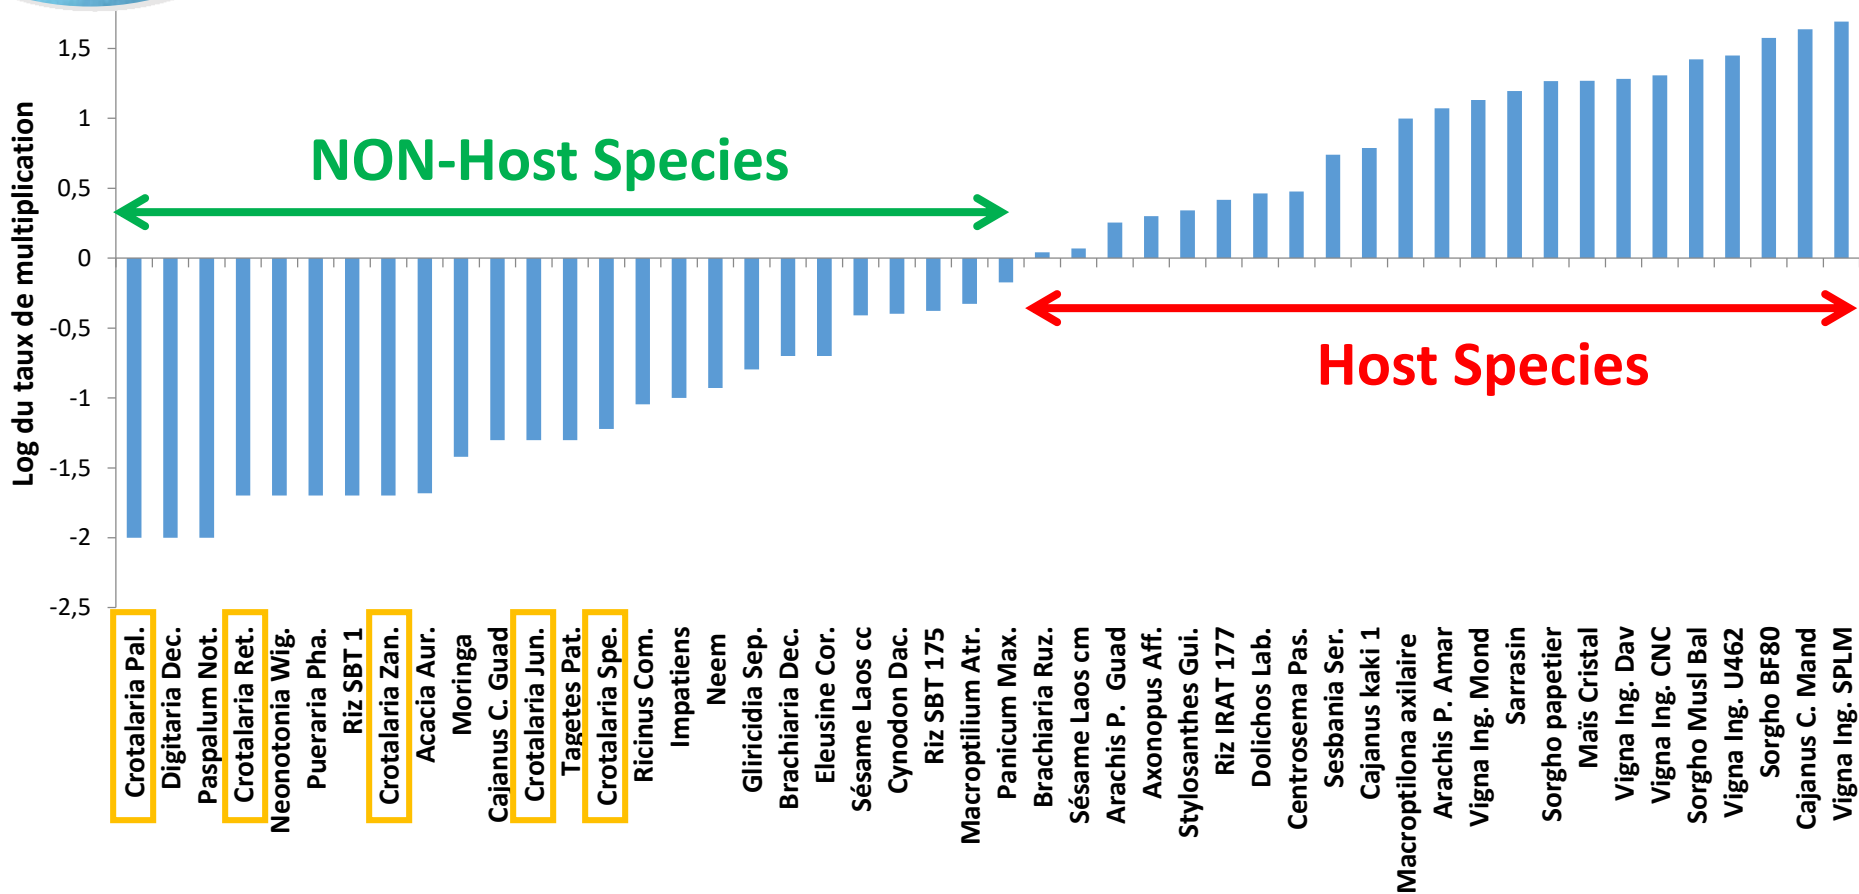 Log du taux de multiplication
1,5
1
0,5
0
-0,5
-1
-1,5
-2
-2,5
NON-Host Species
Host Species
Crotalaria Pal.
Digitaria Dec.
Paspalum Not.
Crotalaria Ret.
Neonotonia Wig.
Pueraria Pha.
Riz SBT 1
Crotalaria Zan.
Acacia Aur.
Moringa
Cajanus C. Guad
Crotalaria Jun.
Tagetes Pat.
Crotalaria Spe.
Ricinus Com.
Impatiens
Neem
Gliricidia Sep.
Brachiaria Dec.
Eleusine Cor.
Sésame Laos cc
Cynodon Dac.
Riz SBT 175
Macroptilium Atr.
Panicum Max.
Brachiaria Ruz.
Sésame Laos cm
Arachis P. Guad
Axonopus Aff.
Stylosanthes Gui.
Riz IRAT 177
Dolichos Lab.
Centrosema Pas.
Sesbania Ser.
Cajanus kaki 1
Macroptilona axilaire
Arachis P. Amar
Vigna Ing. Mond
Sarrasin
Sorgho papetier
Maïs Cristal
Vigna Ing. Dav
Vigna Ing. CNC
Sorgho Musl Bal
Vigna Ing. U462
Sorgho BF80
Cajanus C. Mand
Vigna Ing. SPLM